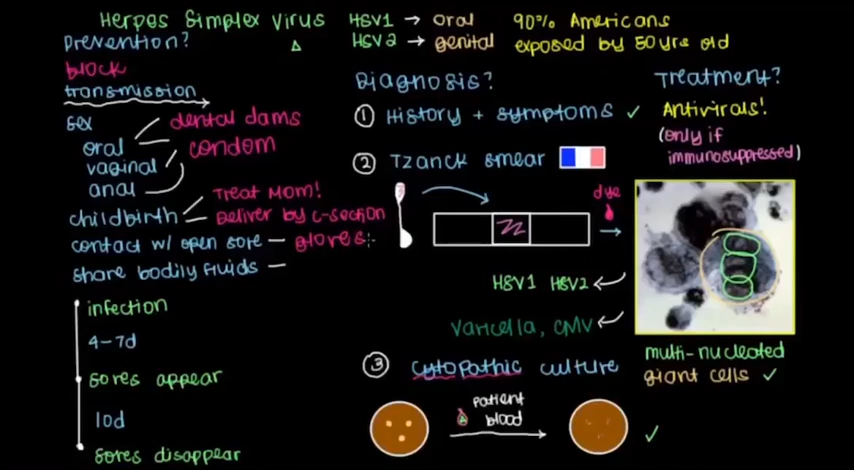 Herpes Simplex Virus
Prevention?
block
transmission
sex
oral
vaginal
anal
dental dams
condom
childbirth
Treat Mom!
Deliver by c-section
contact w/ open sore – gloves
share bodily fluids –
infection
4-7d
sores appear
10d
sores disappear
HSV1 → oral
HSV2 → genital
90% Americans
exposed by 50yrs old
Diagnosis?
① History + symptoms ✓
② Tzanck smear
dye
HSV1 HSV2
Varicella, CMV
③ cytopathic culture
patient
blood
✓
Treatment?
Antivirals!
(only if
immunosuppressed)
multi-nucleated
giant cells ✓